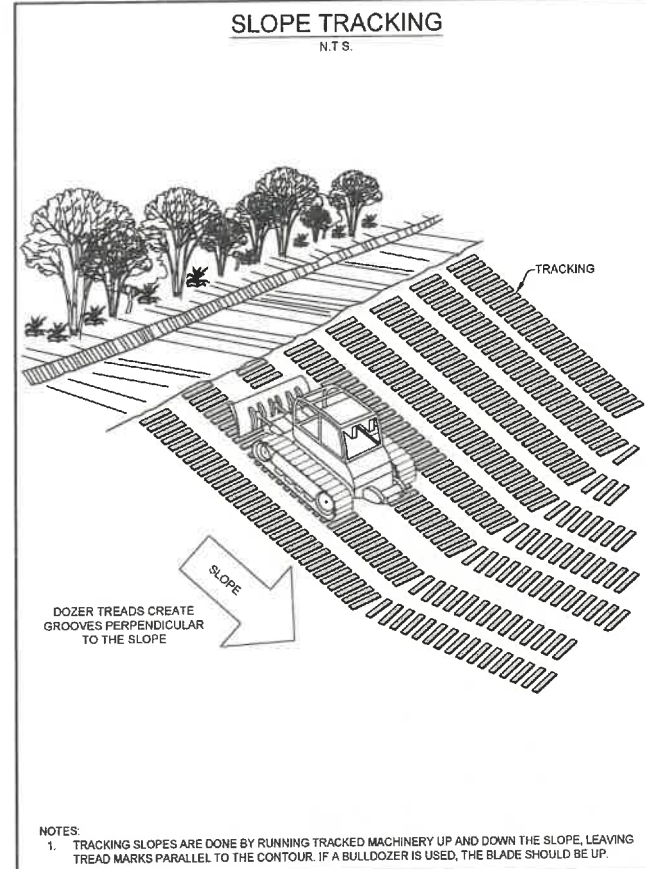 SLOPE TRACKING
N.T.S.
TRACKING
SLOPE
DOZER TREADS CREATE
GROOVES PERPENDICULAR
TO THE SLOPE
NOTES:
1. TRACKING SLOPES ARE DONE BY RUNNING TRACKED MACHINERY UP AND DOWN THE SLOPE, LEAVING
TREAD MARKS PARALLEL TO THE CONTOUR. IF A BULLDOZER IS USED, THE BLADE SHOULD BE UP.